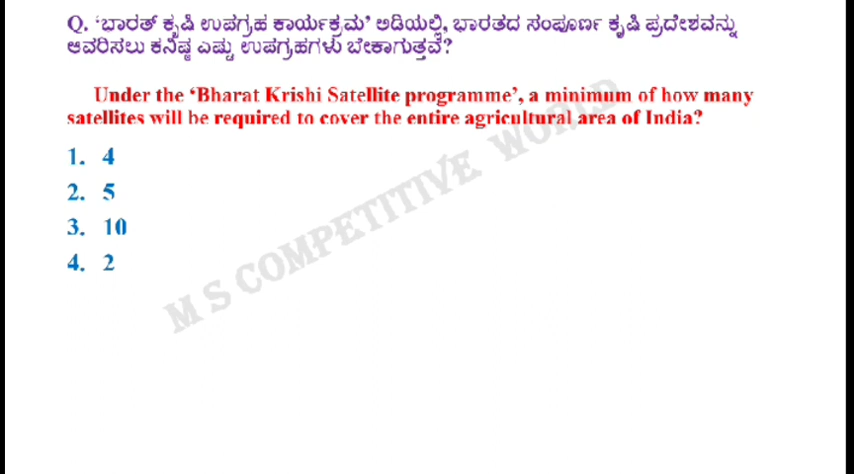 Q. ‘ಭಾರತ್ ಕೃಷಿ ಉಪಗ್ರಹ ಕಾರ್ಯಕ್ರಮ’ ಅಡಿಯಲ್ಲಿ, ಭಾರತದ ಸಂಪೂರ್ಣ ಕೃಷಿ ಪ್ರದೇಶವನ್ನು
ಆವರಿಸಲು ಕನಿಷ್ಠ ಎಷ್ಟು ಉಪಗ್ರಹಗಳು ಬೇಕಾಗುತ್ತವೆ?
Under the ‘Bharat Krishi Satellite programme’, a minimum of how many
satellites will be required to cover the entire agricultural area of India?
1. 4
2. 5
3. 10
4. 2
M S COMPETITIVE WORLD